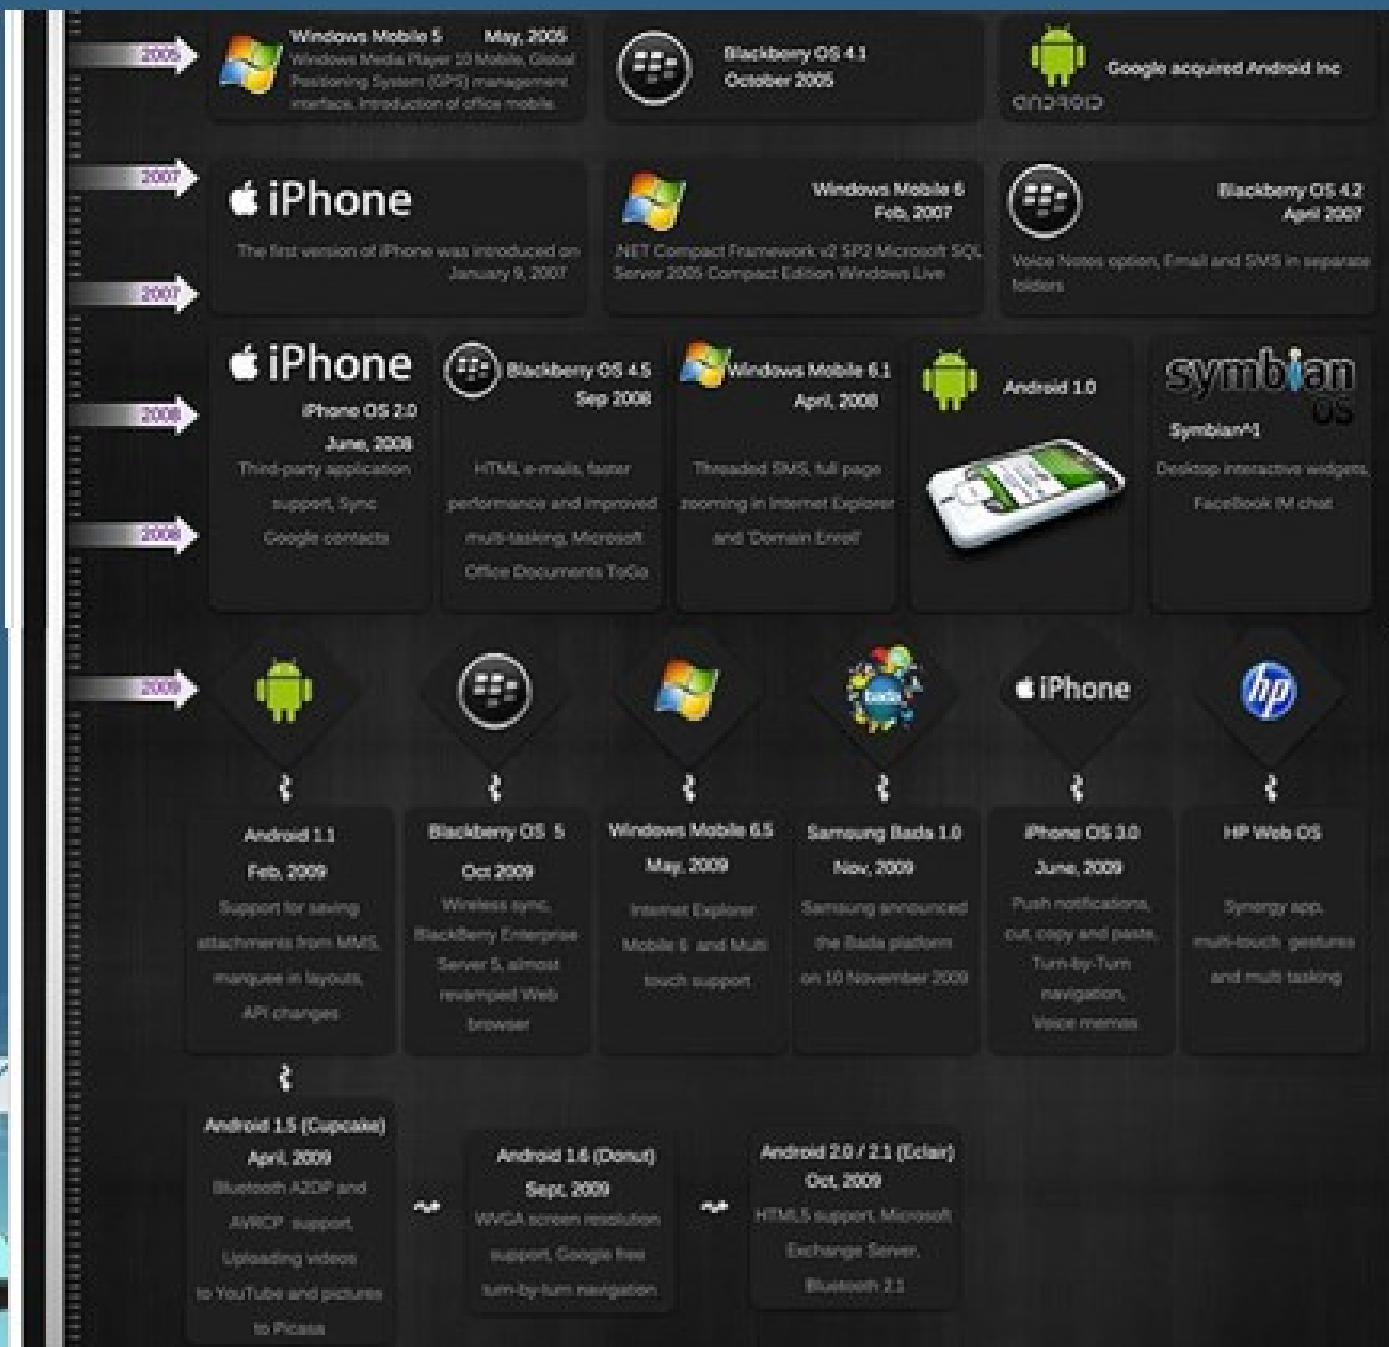 2005
Windows Mobile 5 May, 2005
Windows Media Player 10 Mobile, Global
Positioning System (GPS) management
interface, Introduction of office mobile
Blackberry OS 4.1
October 2005
Google acquired Android Inc
ANDROID
2007
iPhone
The first version of iPhone was introduced on
January 9, 2007
Windows Mobile 6
Feb, 2007
.NET Compact Framework v2 SP2 Microsoft SQL
Server 2005 Compact Edition Windows Live
Blackberry OS 4.2
April 2007
Voice Notes option, Email and SMS in separate
folders
2007
iPhone
iPhone OS 2.0
June, 2008
Third-party application
support, Sync
Google contacts
Blackberry OS 4.5
Sep 2008
HTML e-mails, faster
performance and improved
multi-tasking, Microsoft
Office Documents ToGo
Windows Mobile 6.1
April, 2008
Threaded SMS, full page
zooming in Internet Explorer
and 'Domain Enroll'
Android 1.0
symbian
OS
Symbian^1
Desktop interactive widgets,
FaceBook IM chat
2008
2008
2009
bada
iPhone
hp
Android 1.1
Feb, 2009
Support for saving
attachments from MMS,
marquee in layouts,
API changes
Blackberry OS 5
Oct 2009
Wireless sync,
BlackBerry Enterprise
Server 5, almost
revamped Web
browser
Windows Mobile 6.5
May, 2009
Internet Explorer
Mobile 6 and Multi
touch support
Samsung Bada 1.0
Nov, 2009
Samsung announced
the Bada platform
on 10 November 2009
iPhone OS 3.0
June, 2009
Push notifications,
cut, copy and paste,
Turn-by-Turn
navigation,
Voice memos
HP Web OS
Synergy app,
multi-touch gestures
and multi tasking
Android 1.5 (Cupcake)
April, 2009
Bluetooth A2DP and
AVRCP support,
Uploading videos
to YouTube and pictures
to Picasa
Android 1.6 (Donut)
Sept, 2009
WVGA screen resolution
support, Google free
turn-by-turn navigation
Android 2.0 / 2.1 (Eclair)
Oct, 2009
HTML5 support, Microsoft
Exchange Server,
Bluetooth 2.1